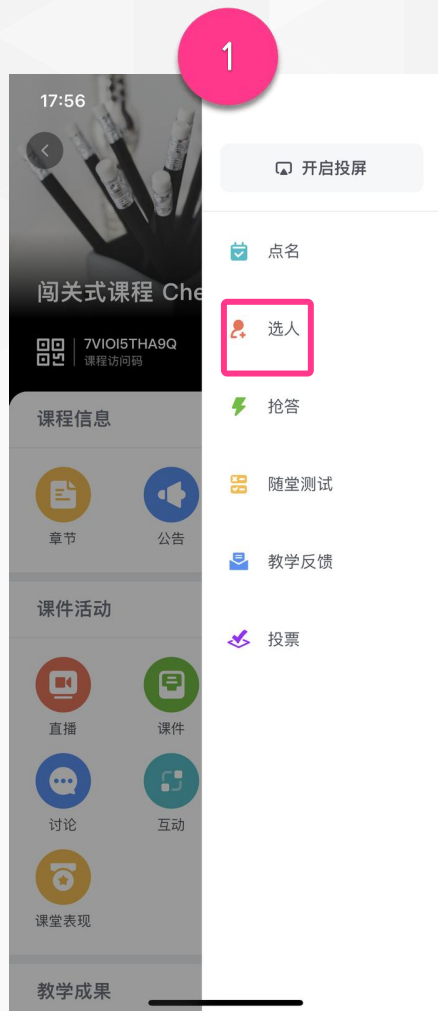 1
17:56
开启投屏
点名
闯关式课程 Che
选人
7VIOI5THA9Q
课程访问码
抢答
课程信息
随堂测试
章节
公告
教学反馈
课件活动
投票
直播
课件
讨论
互动
课堂表现
教学成果